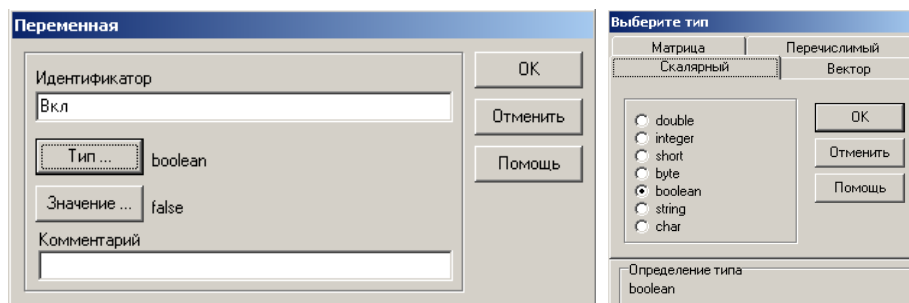 Переменная
Идентификатор
Вкл
Тип ... boolean
Значение ... false
Комментарий
OK
Отменить
Помощь
Выберите тип
Матрица Перечислимый
Скалярный Вектор
double
integer
short
byte
boolean
string
char
OK
Отменить
Помощь
Определение типа
boolean